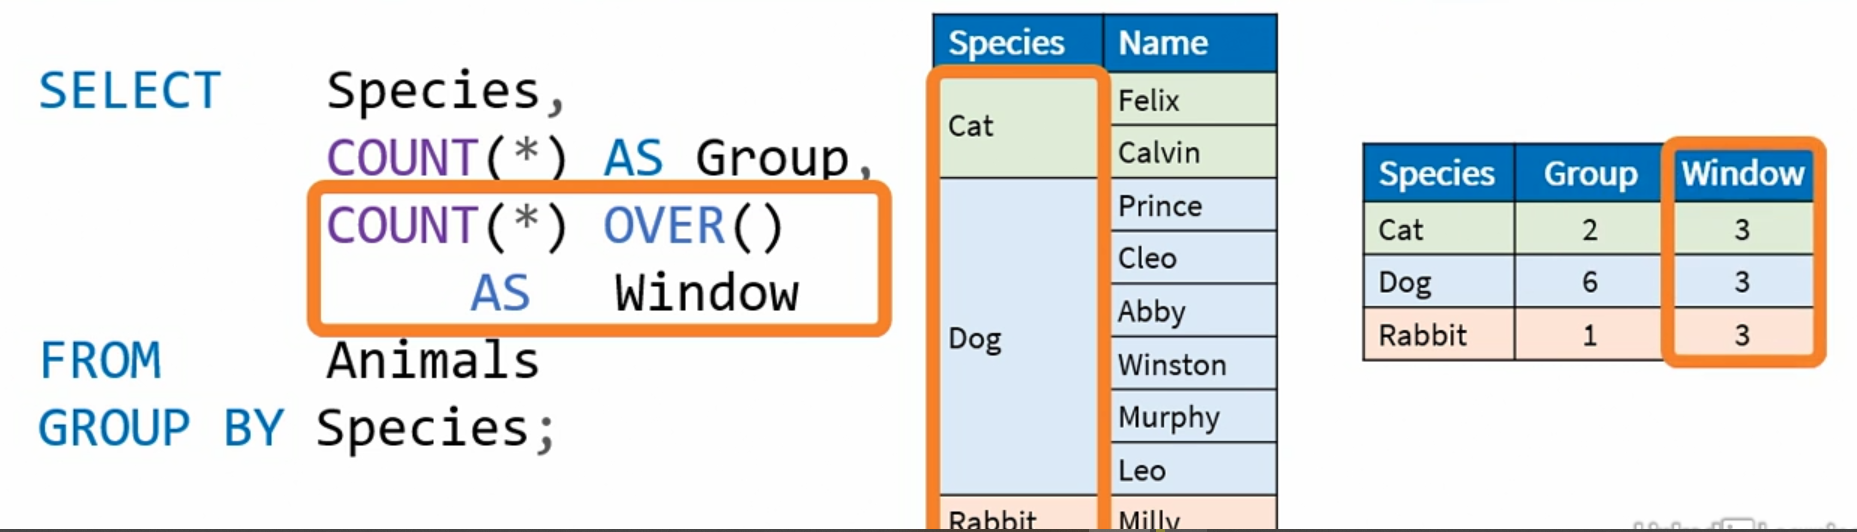 SELECT Species,
COUNT(*) AS Group,
COUNT(*) OVER()
AS Window
FROM Animals
GROUP BY Species;
Species Name
Cat
Felix
Calvin
Dog
Prince
Cleo
Abby
Winston
Murphy
Leo
Rabbit Milly
Species Group Window
Cat 2 3
Dog 6 3
Rabbit 1 3